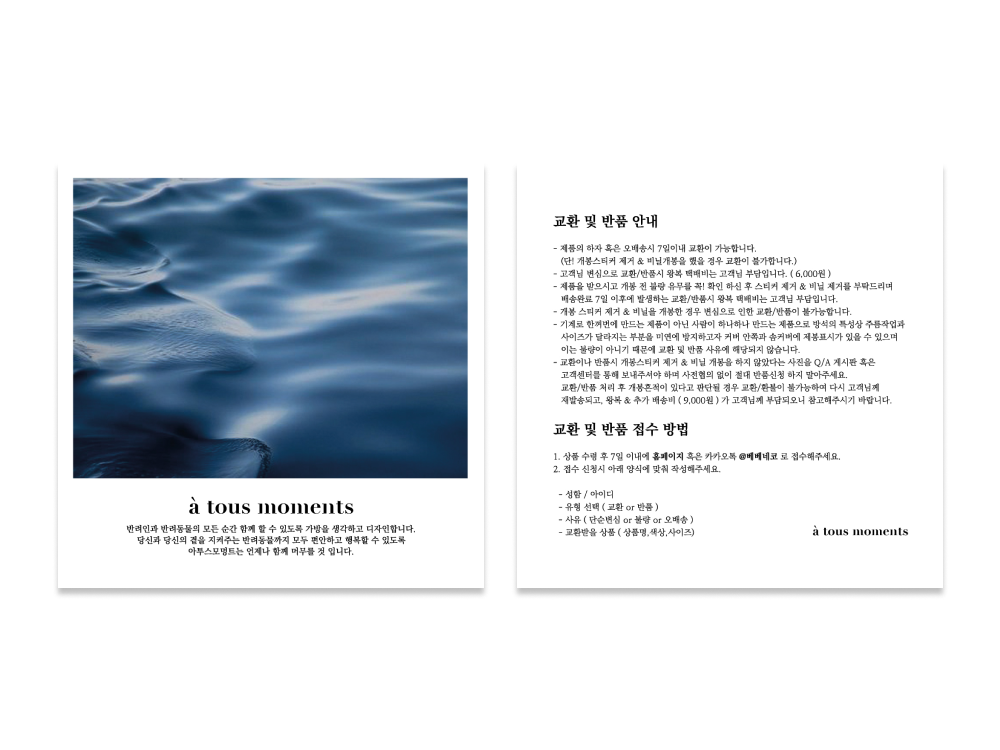 à tous moments
반려인과 반려동물의 모든 순간 함께 할 수 있도록 가방을 생각하고 디자인합니다.
당신과 당신의 곁을 지켜주는 반려동물까지 모두 편안하고 행복할 수 있도록
아투스모멍트는 언제나 함께 머무를 것 입니다.
교환 및 반품 안내
- 제품의 하자 혹은 오배송시 7일이내 교환이 가능합니다.
(단! 개봉스티커 제거 & 비닐개봉을 했을 경우 교환이 불가합니다.)
- 고객님 변심으로 교환/반품시 왕복 택배비는 고객님 부담입니다. ( 6,000원 )
- 제품을 받으시고 개봉 전 불량 유무를 꼭! 확인 하신 후 스티커 제거 & 비닐 제거를 부탁드리며
배송완료 7일 이후에 발생하는 교환/반품시 왕복 택배비는 고객님 부담입니다.
- 개봉 스티커 제거 & 비닐을 개봉한 경우 변심으로 인한 교환/반품이 불가능합니다.
- 기계로 한꺼번에 만드는 제품이 아닌 사람이 하나하나 만드는 제품으로 방석의 특성상 주름작업과
사이즈가 달라지는 부분을 미연에 방지하고자 커버 안쪽과 솜커버에 제봉표시가 있을 수 있으며
이는 불량이 아니기 때문에 교환 및 반품 사유에 해당되지 않습니다.
- 교환이나 반품시 개봉스티커 제거 & 비닐 개봉을 하지 않았다는 사진을 Q/A 게시판 혹은
고객센터를 통해 보내주셔야 하며 사전협의 없이 절대 반품신청 하지 말아주세요.
교환/반품 처리 후 개봉흔적이 있다고 판단될 경우 교환/환불이 불가능하여 다시 고객님께
재발송되고, 왕복 & 추가 배송비 ( 9,000원 ) 가 고객님께 부담되오니 참고해주시기 바랍니다.
교환 및 반품 접수 방법
1. 상품 수령 후 7일 이내에 홈페이지 혹은 카카오톡 @베베네코 로 접수해주세요.
2. 접수 신청시 아래 양식에 맞춰 작성해주세요.
- 성함 / 아이디
- 유형 선택 ( 교환 or 반품 )
- 사유 ( 단순변심 or 불량 or 오배송 )
- 교환받을 상품 ( 상품명,색상,사이즈)
à tous moments